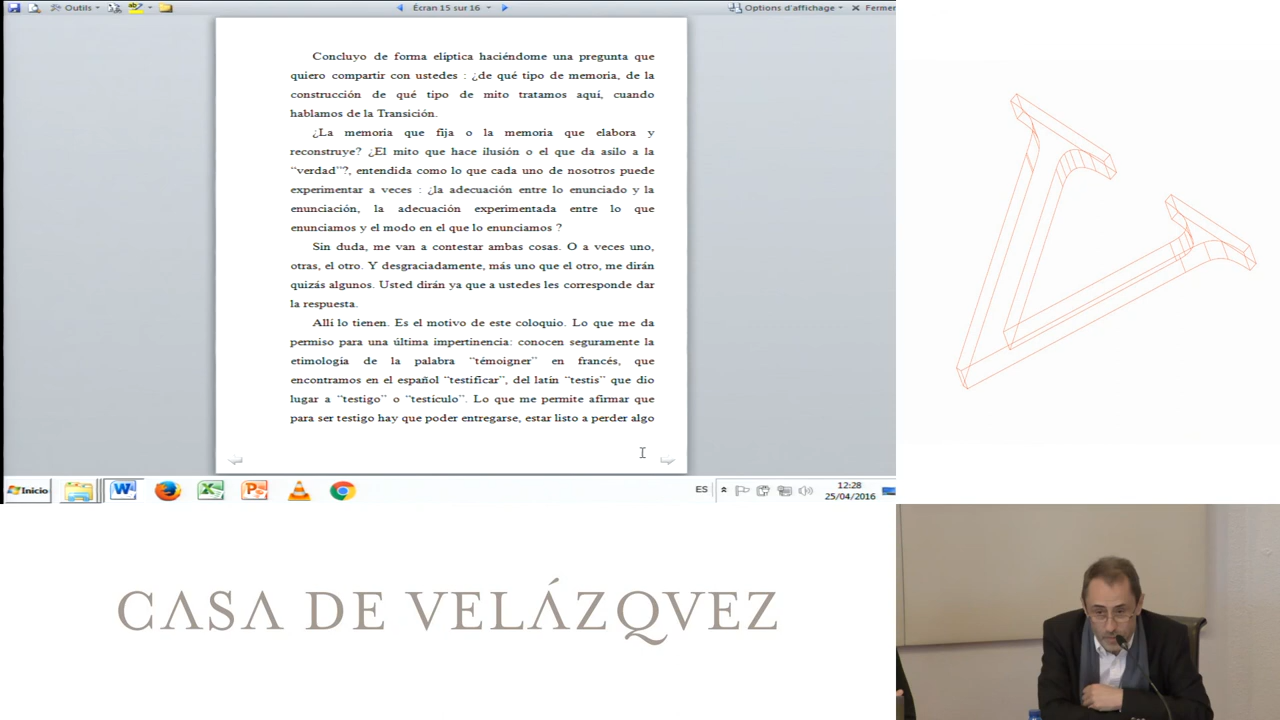 Outils
Écran 15 sur 16
Options d'affichage
Fermer
Concluyo de forma elíptica haciéndome una pregunta que
quiero compartir con ustedes : ¿de qué tipo de memoria, de la
construcción de qué tipo de mito tratamos aquí, cuando
hablamos de la Transición.
¿La memoria que fija o la memoria que elabora y
reconstruye? ¿El mito que hace ilusión o el que da asilo a la
"verdad"?, entendida como lo que cada uno de nosotros puede
experimentar a veces : ¿la adecuación entre lo enunciado y la
enunciación, la adecuación experimentada entre lo que
enunciamos y el modo en el que lo enunciamos ?
Sin duda, me van a contestar ambas cosas. O a veces uno,
otras, el otro. Y desgraciadamente, más uno que el otro, me dirán
quizás algunos. Usted dirán ya que a ustedes les corresponde dar
la respuesta.
Allí lo tienen. Es el motivo de este coloquio. Lo que me da
permiso para una última impertinencia: conocen seguramente la
etimología de la palabra "témoigner" en francés, que
encontramos en el español "testificar", del latín "testis" que dio
lugar a "testigo" o "testículo". Lo que me permite afirmar que
para ser testigo hay que poder entregarse, estar listo a perder algo
Inicio
ES
12:28
25/04/2016
CASA DE VELÁZQVEZ